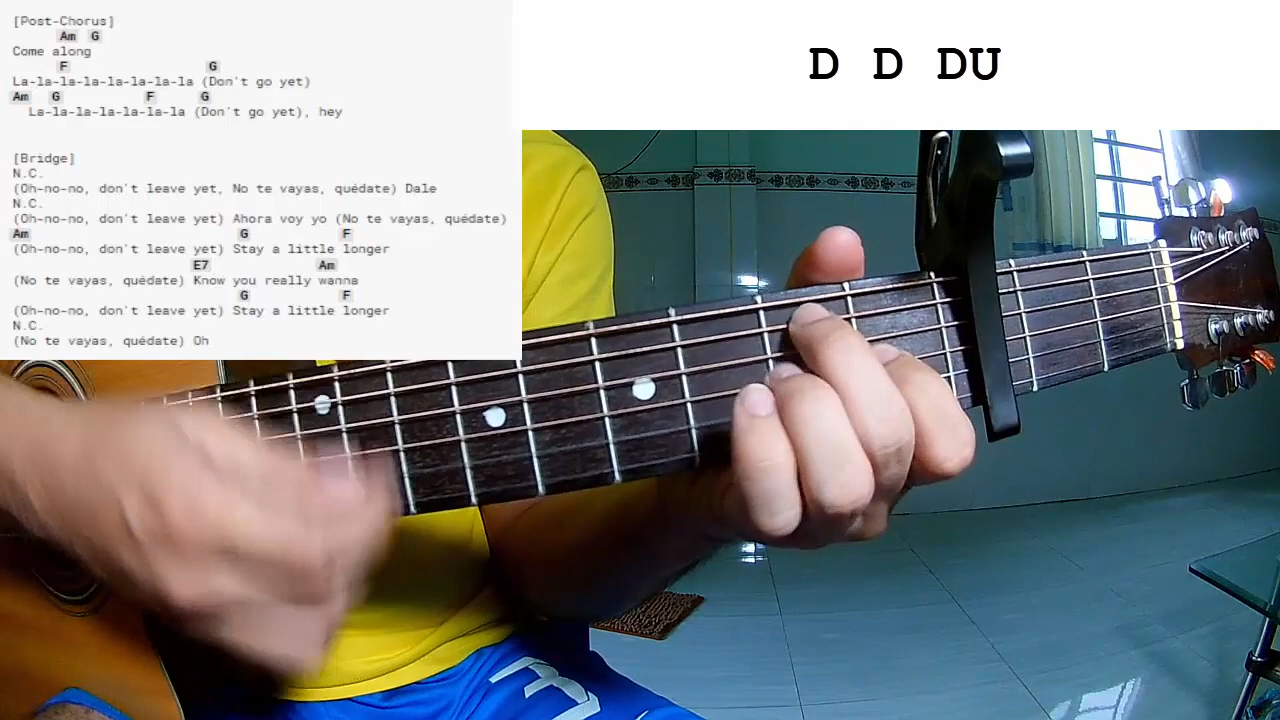 [Post-Chorus]
Am G
Come along
F G
La-la-la-la-la-la-la-la (Don't go yet)
Am G F G
La-la-la-la-la-la-la (Don't go yet), hey
[Bridge]
N.C.
(Oh-no-no, don't leave yet, No te vayas, quédate) Dale
N.C.
(Oh-no-no, don't leave yet) Ahora voy yo (No te vayas, quédate)
Am G F
(Oh-no-no, don't leave yet) Stay a little longer
E7 Am
(No te vayas, quédate) Know you really wanna
G F
(Oh-no-no, don't leave yet) Stay a little longer
N.C.
(No te vayas, quédate) Oh
D D DU